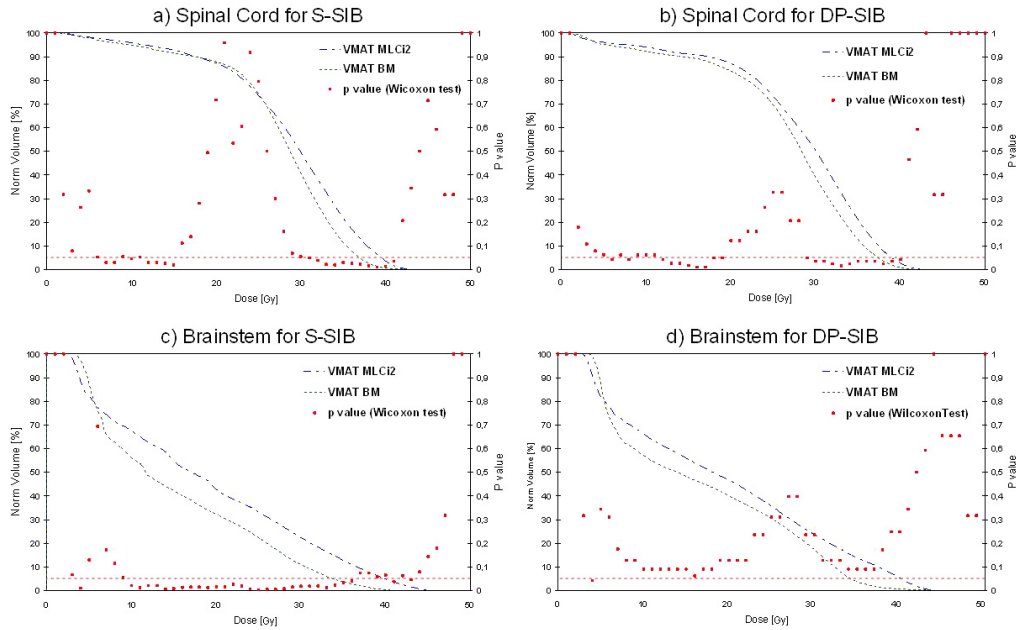 a) Spinal Cord for S-SIB
100
90
80
70
60
50
40
30
20
10
0
Norm Volume [%]
VMAT MLCi2
VMAT BM
p value (Wicoxon test)
1
0,9
0,8
0,7
0,6
0,5
0,4
0,3
0,2
0,1
0
P value
0 10 20 30 40 50
Dose [Gy]
b) Spinal Cord for DP-SIB
100
90
80
70
60
50
40
30
20
10
0
Norm Volume [%]
VMAT MLCi2
VMAT BM
p value (Wicoxon test)
1
0,9
0,8
0,7
0,6
0,5
0,4
0,3
0,2
0,1
0
P value
0 10 20 30 40 50
Dose [Gy]
c) Brainstem for S-SIB
100
90
80
70
60
50
40
30
20
10
0
Norm Volume [%]
VMAT MLCi2
VMAT BM
p value (Wicoxon test)
1
0,9
0,8
0,7
0,6
0,5
0,4
0,3
0,2
0,1
0
P value
0 10 20 30 40 50
Dose [Gy]
d) Brainstem for DP-SIB
100
90
80
70
60
50
40
30
20
10
0
Norm Volume [%]
VMAT MLCi2
VMAT BM
p value (WilcoxonTest)
1
0,9
0,8
0,7
0,6
0,5
0,4
0,3
0,2
0,1
0
P value
0 10 20 30 40 50
Dose [Gy]